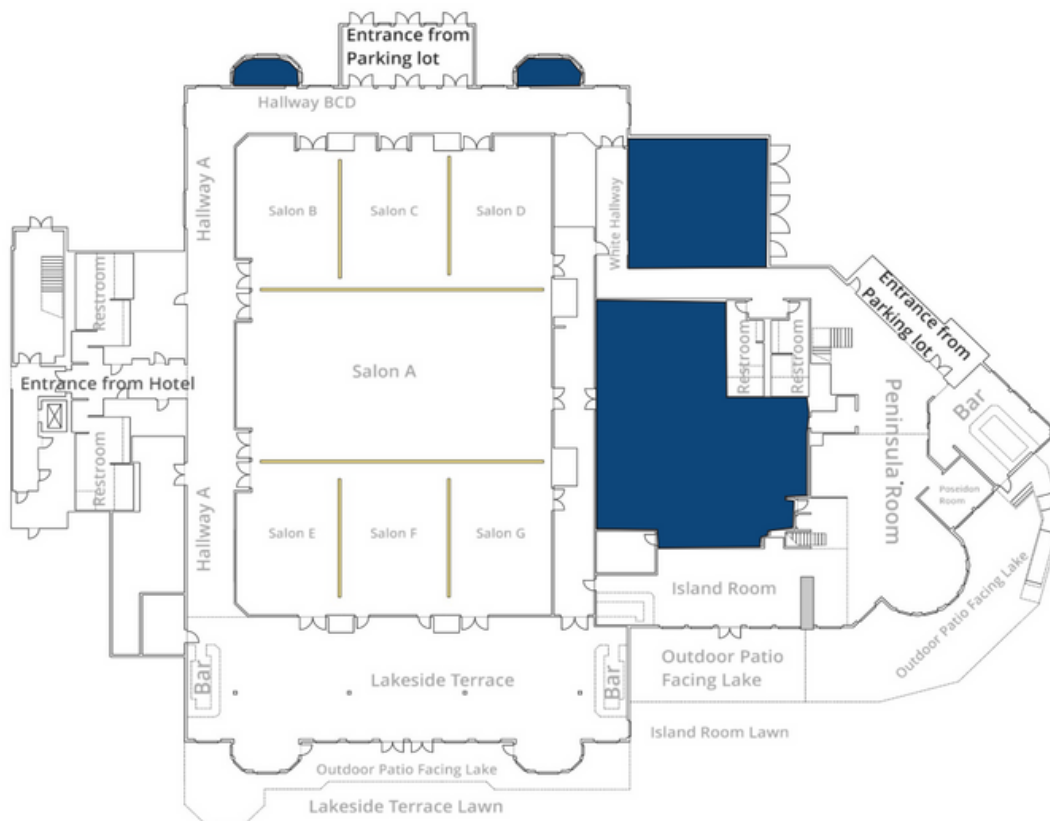 Entrance from
Parking lot
Hallway BCD
Hallway A
Salon B
Salon C
Salon D
White Hallway
Restroom
Entrance from
Parking lot
Entrance from Hotel
Salon A
Restroom
Restroom
Bar
Peninsula Room
Restroom
Poseidon
Room
Hallway A
Salon E
Salon F
Salon G
Island Room
Outdoor Patio Facing Lake
Bar
Lakeside Terrace
Bar
Outdoor Patio
Facing Lake
Island Room Lawn
Outdoor Patio Facing Lake
Lakeside Terrace Lawn